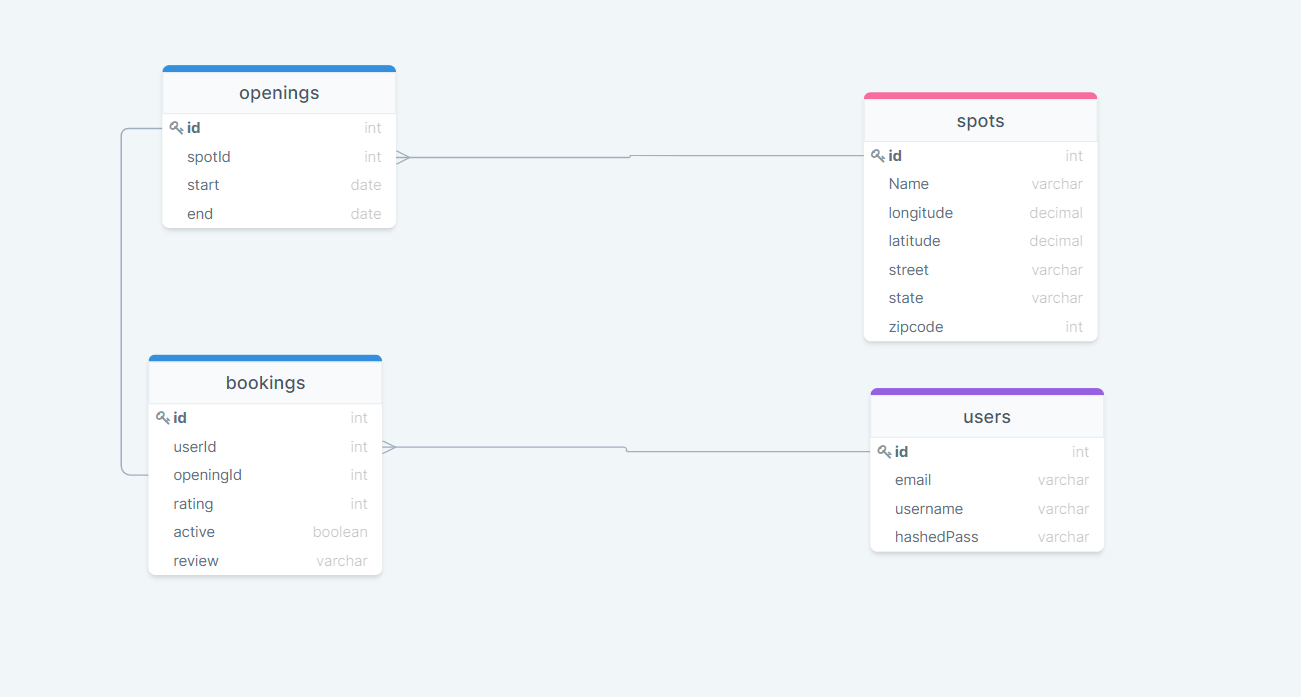 openings
id int
spotId int
start date
end date
spots
id int
Name varchar
longitude decimal
latitude decimal
street varchar
state varchar
zipcode int
bookings
id int
userId int
openingId int
rating int
active boolean
review varchar
users
id int
email varchar
username varchar
hashedPass varchar